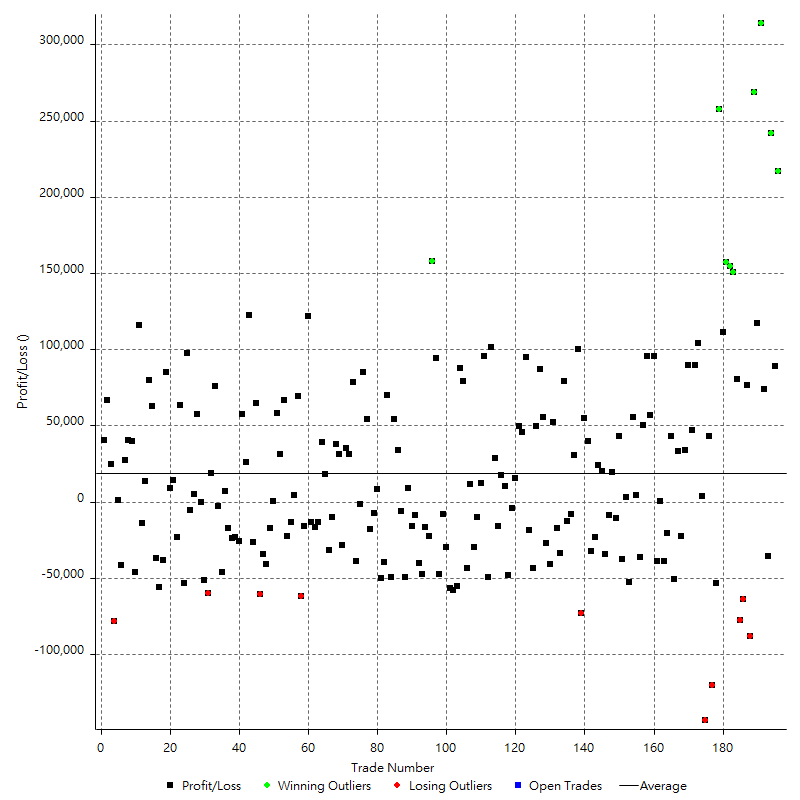 300,000
250,000
200,000
150,000
100,000
50,000
0
-50,000
-100,000
Profit/Loss ()
0 20 40 60 80 100 120 140 160 180
Trade Number
Profit/Loss Winning Outliers Losing Outliers Open Trades Average